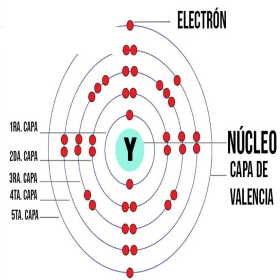 ELECTRÓN
1RA. CAPA
Y
NÚCLEO
2DA. CAPA
CAPA DE
VALENCIA
3RA. CAPA
4TA. CAPA
5TA. CAPA